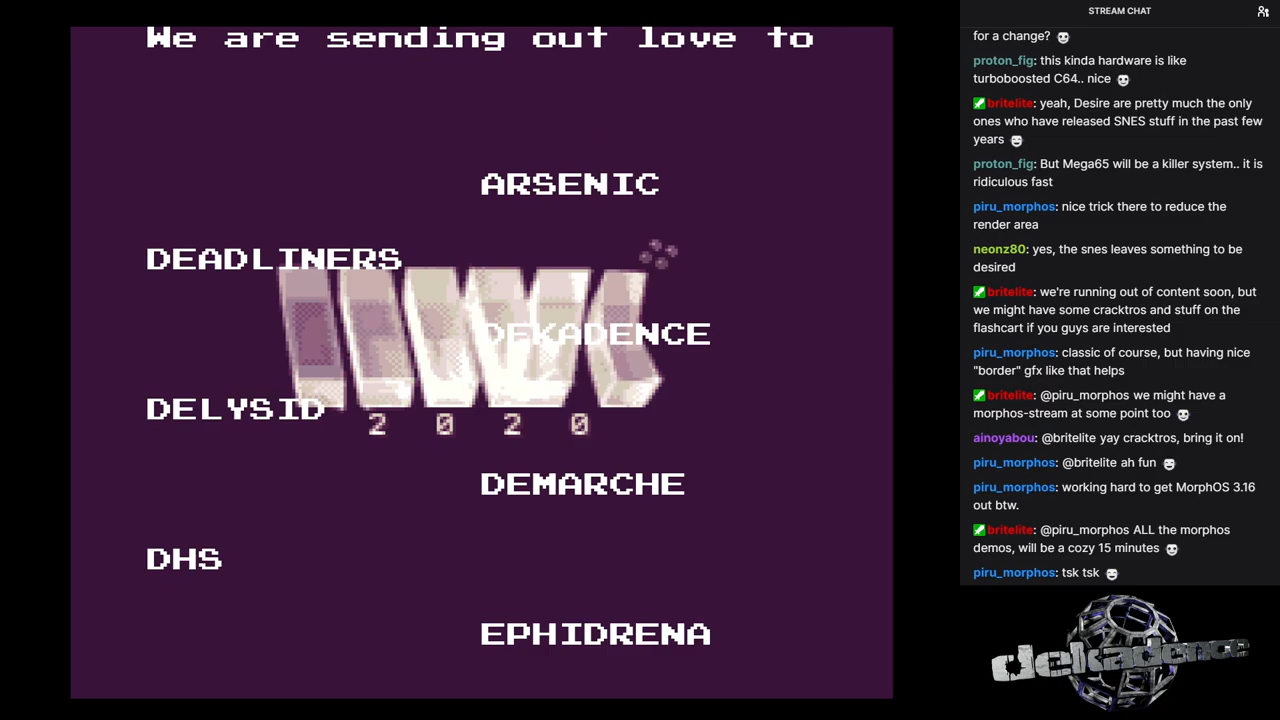 We are sending out love to
ARSENIC
DEADLINERS
DEKADENCE
DELYSID
2 0 2 0
DEMARCHE
DHS
EPHIDRENA
STREAM CHAT
for a change?
proton_fig: this kinda hardware is like
turboboosted C64.. nice
britelite: yeah, Desire are pretty much the only
ones who have released SNES stuff in the past few
years
proton_fig: But Mega65 will be a killer system.. it is
ridiculous fast
piru_morphos: nice trick there to reduce the
render area
neonz80: yes, the snes leaves something to be
desired
britelite: we're running out of content soon, but
we might have some cracktros and stuff on the
flashcart if you guys are interested
piru_morphos: classic of course, but having nice
"border" gfx like that helps
britelite: @piru_morphos we might have a
morphos-stream at some point too
ainoyabou: @britelite yay cracktros, bring it on!
piru_morphos: @britelite ah fun
piru_morphos: working hard to get MorphOS 3.16
out btw.
britelite: @piru_morphos ALL the morphos
demos, will be a cozy 15 minutes
piru_morphos: tsk tsk
dekadence